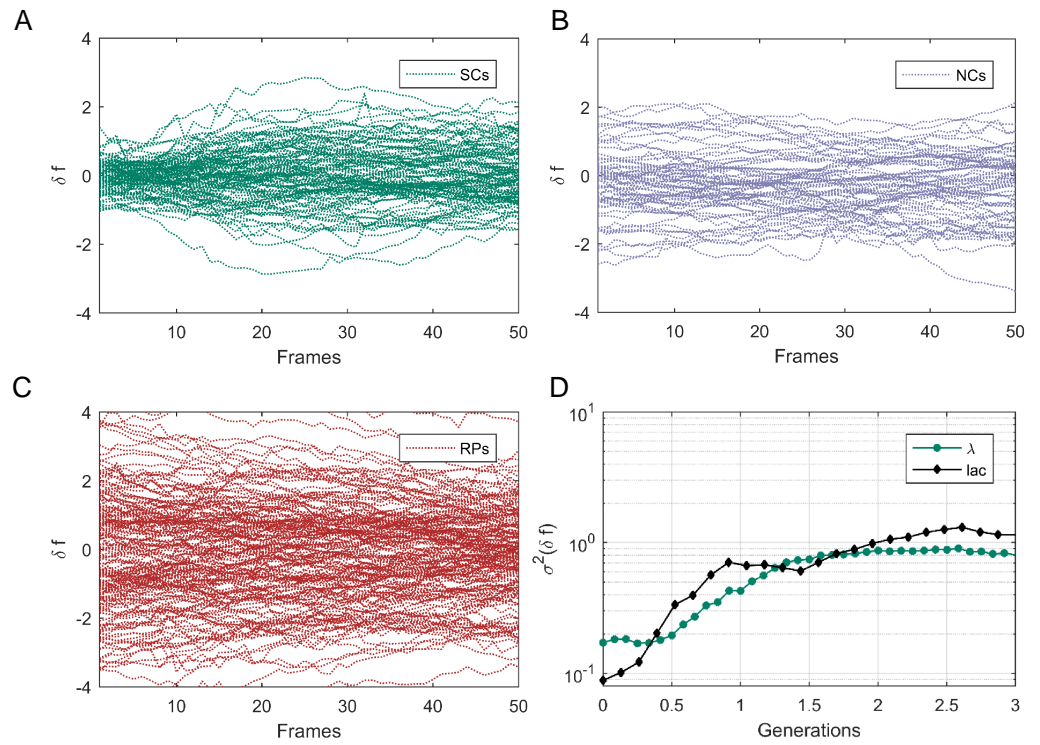 A
4
2
0
-2
-4
δ f
SCs
10
20
30
40
50
Frames
B
4
2
0
-2
-4
δ f
NCs
10
20
30
40
50
Frames
C
4
2
0
-2
-4
δ f
RPs
10
20
30
40
50
Frames
D
10^1
10^0
10^-1
σ^2(δ f)
λ
lac
0
0.5
1
1.5
2
2.5
3
Generations